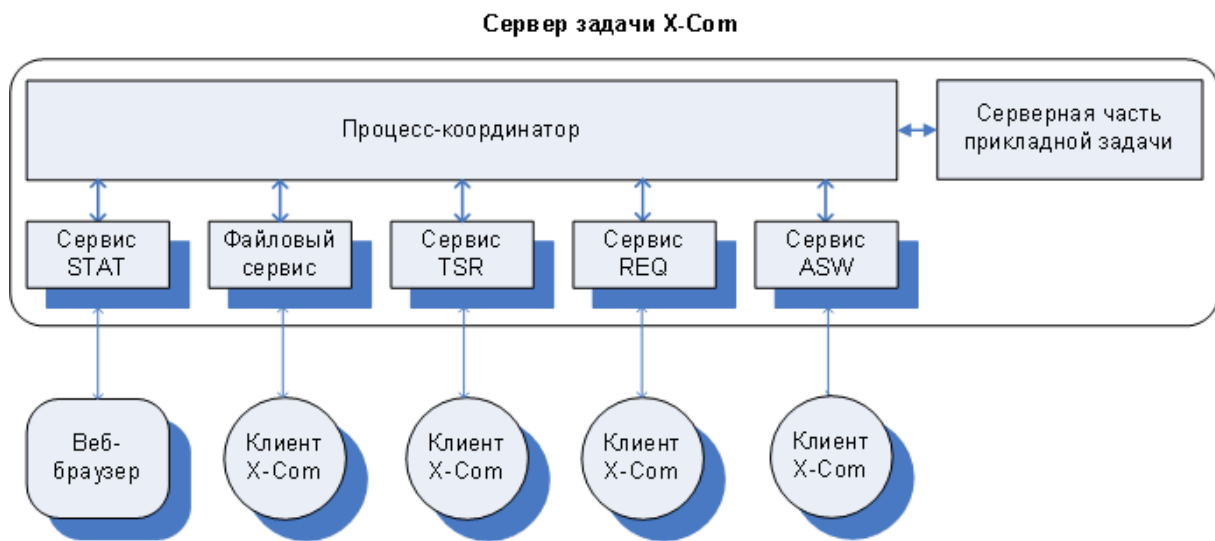 Сервер задачи X-Com
Процесс-координатор
Серверная часть
прикладной задачи
Сервис
STAT
Файловый
сервис
Сервис
TSR
Сервис
REQ
Сервис
ASW
Веб-
браузер
Клиент
X-Com
Клиент
X-Com
Клиент
X-Com
Клиент
X-Com